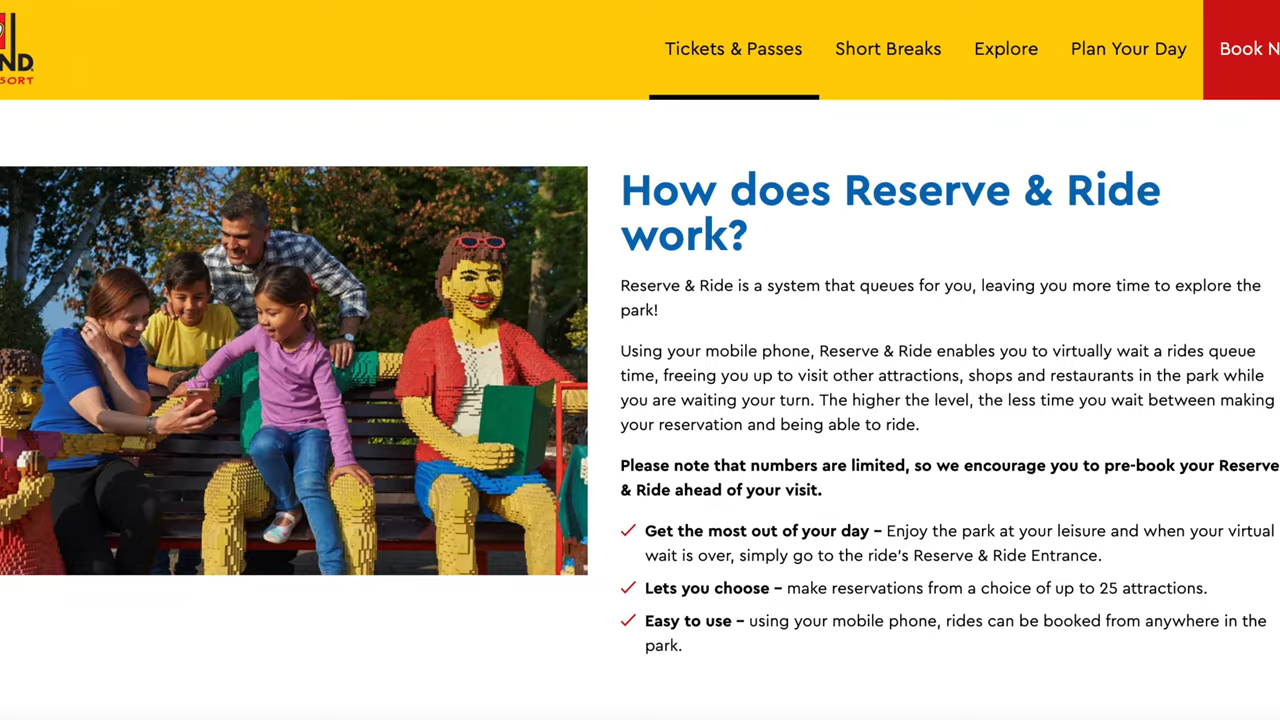 ND
SORT
Tickets & Passes
Short Breaks
Explore
Plan Your Day
Book N
How does Reserve & Ride
work?
Reserve & Ride is a system that queues for you, leaving you more time to explore the
park!
Using your mobile phone, Reserve & Ride enables you to virtually wait a rides queue
time, freeing you up to visit other attractions, shops and restaurants in the park while
you are waiting your turn. The higher the level, the less time you wait between making
your reservation and being able to ride.
Please note that numbers are limited, so we encourage you to pre-book your Reserve
& Ride ahead of your visit.
Get the most out of your day – Enjoy the park at your leisure and when your virtual
wait is over, simply go to the ride's Reserve & Ride Entrance.
Lets you choose – make reservations from a choice of up to 25 attractions.
Easy to use – using your mobile phone, rides can be booked from anywhere in the
park.